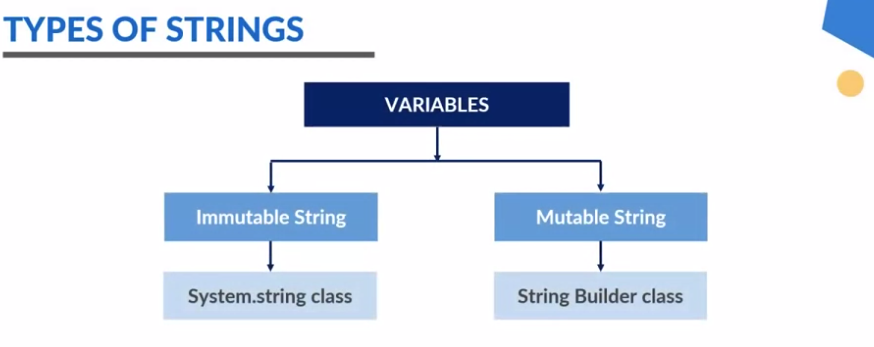 TYPES OF STRINGS
VARIABLES
Immutable String
Mutable String
System.string class
String Builder class